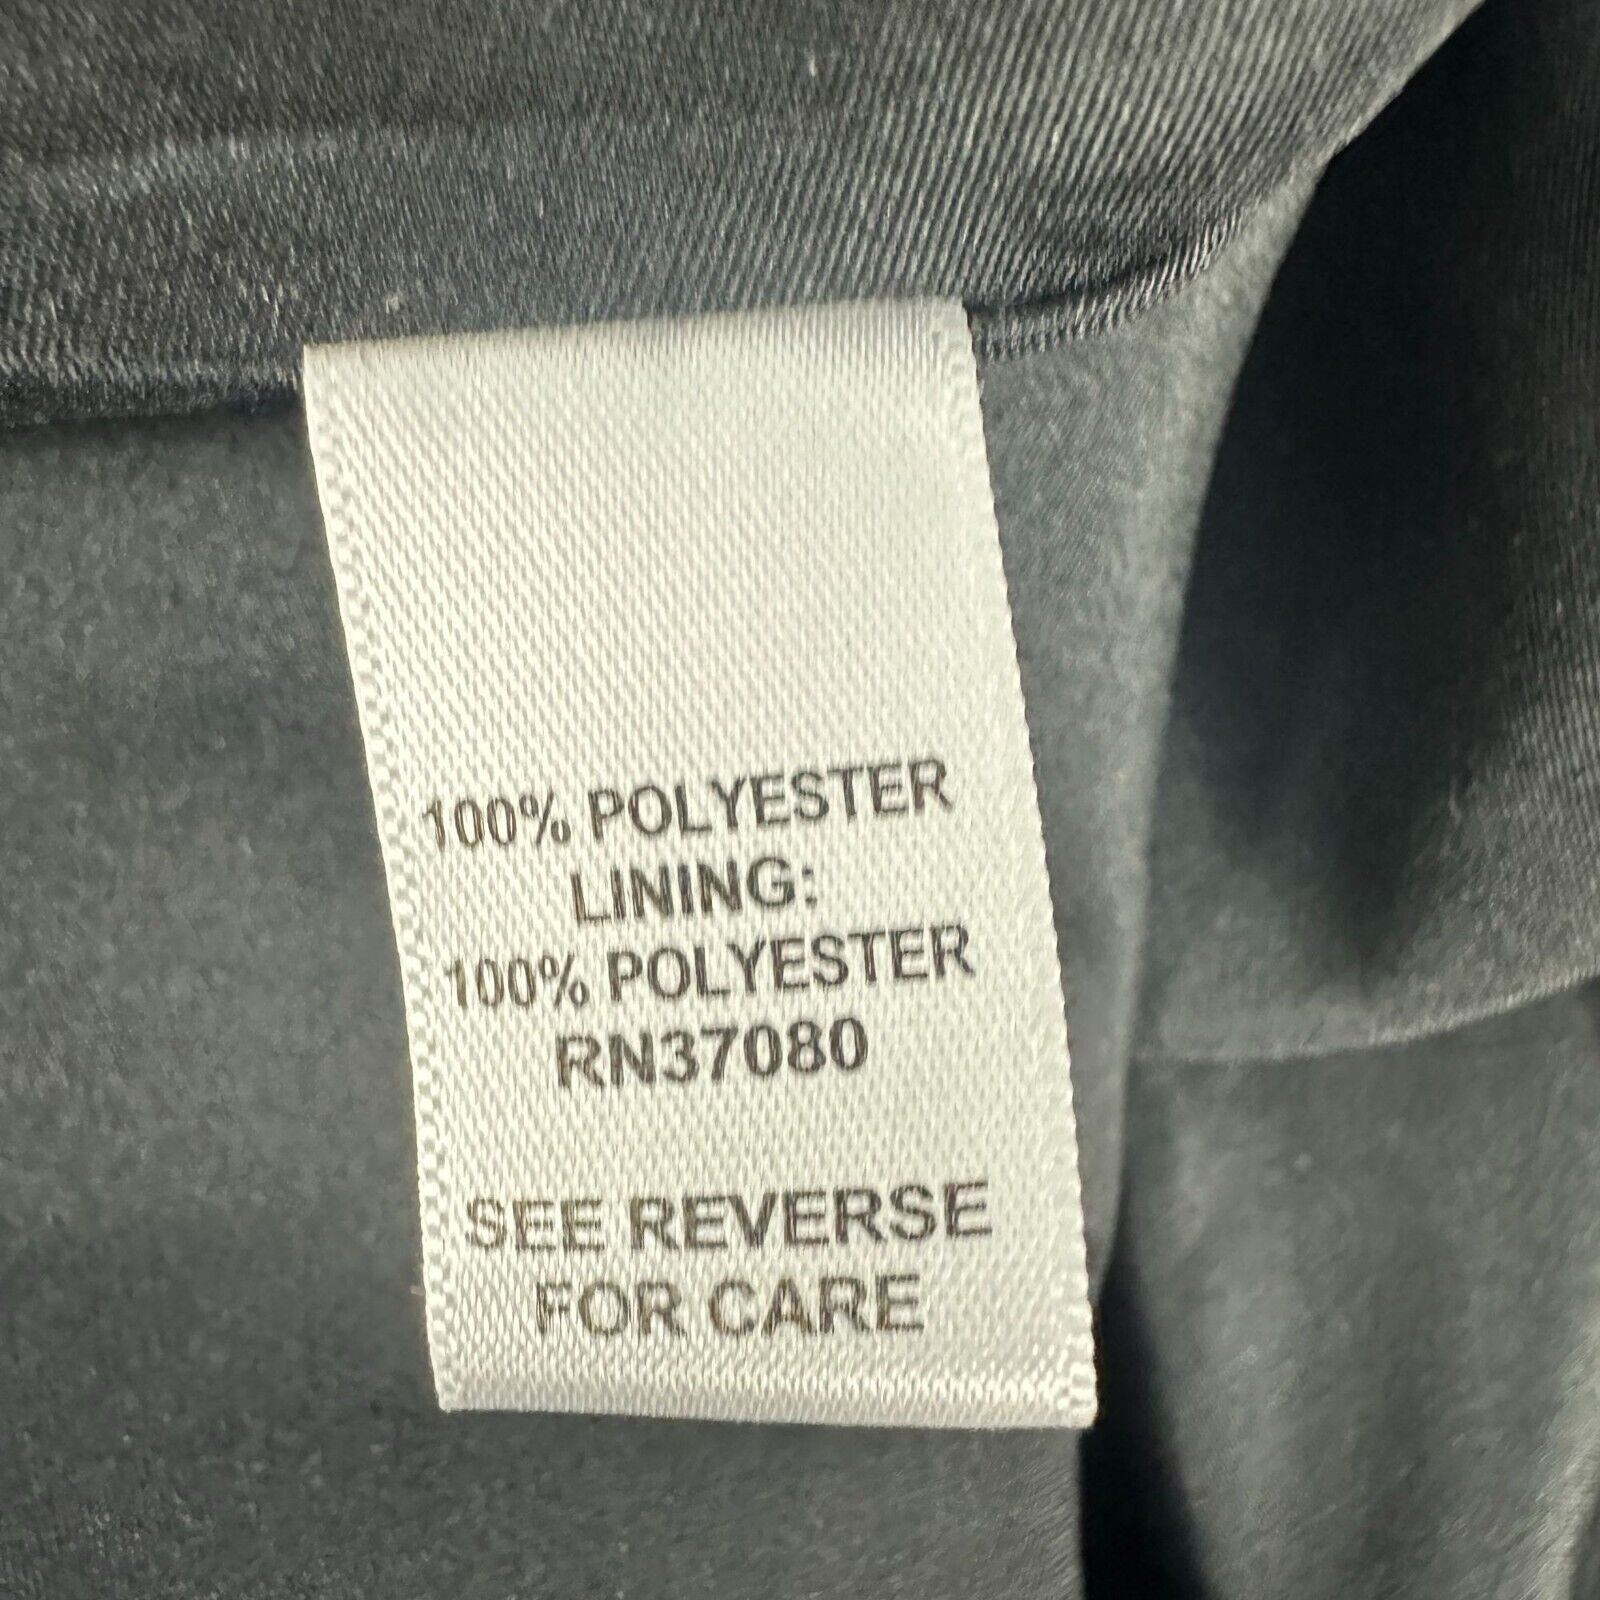 100% POLYESTER
LINING:
100% POLYESTER
RN37080
SEE REVERSE
FOR CARE